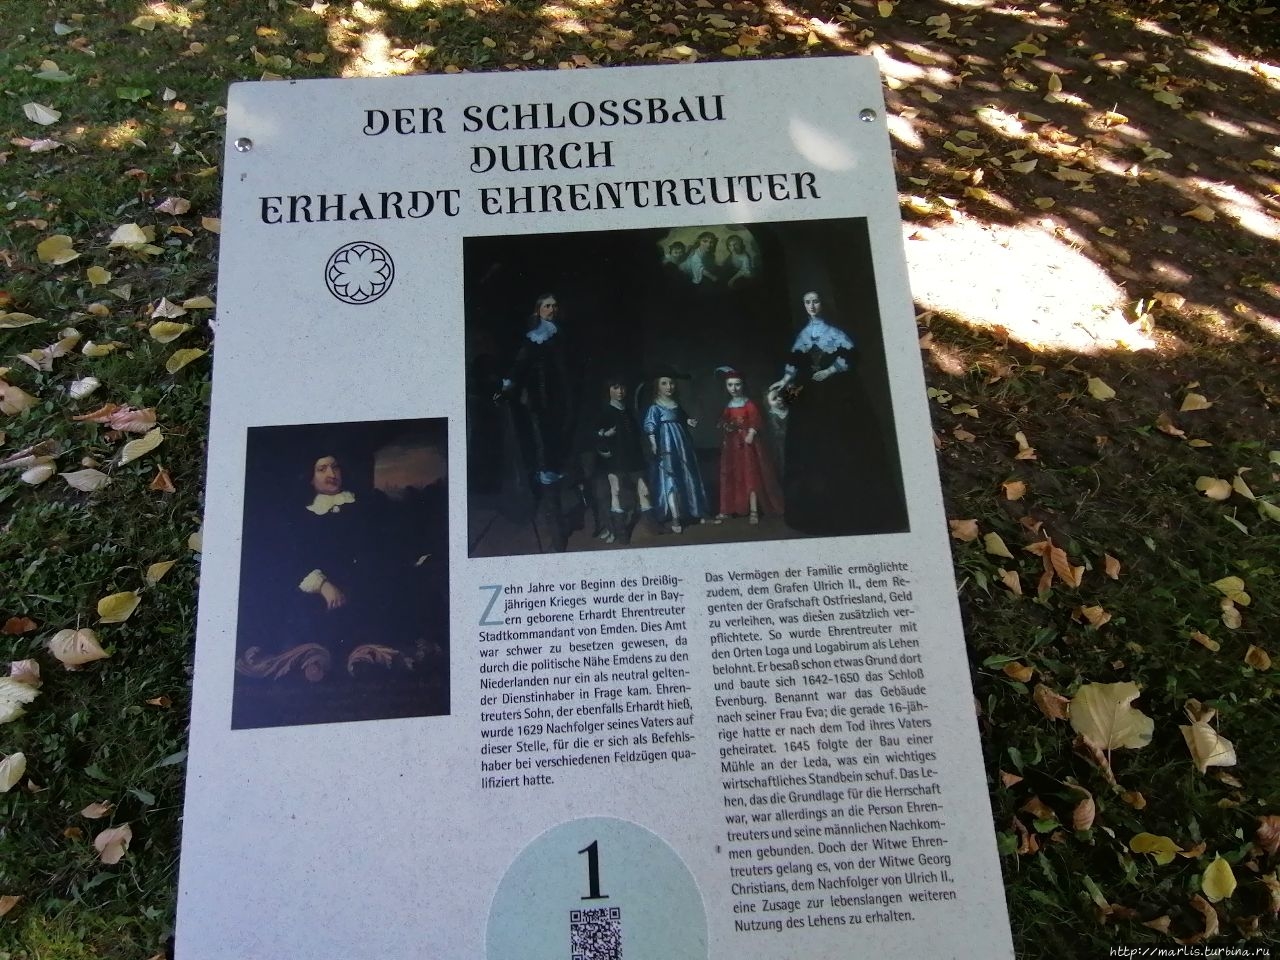 DER SCHLOSSBAU
DURCH
ERHARDT EHRENTREUTER
Zehn Jahre vor Beginn des Dreißig-
jährigen Krieges wurde der in Bay-
ern geborene Erhardt Ehrentreuter
Stadtkommandant von Emden. Dies Amt
war schwer zu besetzen gewesen, da
durch die politische Nähe Emdens zu den
Niederlanden nur ein als neutral gelten-
der Dienstinhaber in Frage kam. Ehren-
treuters Sohn, der ebenfalls Erhardt hieß,
wurde 1629 Nachfolger seines Vaters auf
dieser Stelle, für die er sich als Befehls-
haber bei verschiedenen Feldzügen qua-
lifiziert hatte.
Das Vermögen der Familie ermöglichte
zudem, dem Grafen Ulrich II., dem Re-
genten der Grafschaft Ostfriesland, Geld
zu verleihen, was diesen zusätzlich ver-
pflichtete. So wurde Ehrentreuter mit
den Orten Loga und Logabirum als Lehen
belohnt. Er besaß schon etwas Grund dort
und baute sich 1642-1650 das Schloß
Evenburg. Benannt war das Gebäude
nach seiner Frau Eva; die gerade 16-jäh-
rige hatte er nach dem Tod ihres Vaters
geheiratet. 1645 folgte der Bau einer
Mühle an der Leda, was ein wichtiges
wirtschaftliches Standbein schuf. Das Le-
hen, das die Grundlage für die Herrschaft
war, war allerdings an die Person Ehren-
treuters und seine männlichen Nachkom-
men gebunden. Doch der Witwe Ehren-
treuters gelang es, von der Witwe Georg
Christians, dem Nachfolger von Ulrich II.,
eine Zusage zur lebenslangen weiteren
Nutzung des Lehens zu erhalten.
1
http://marlis.turbina.ru